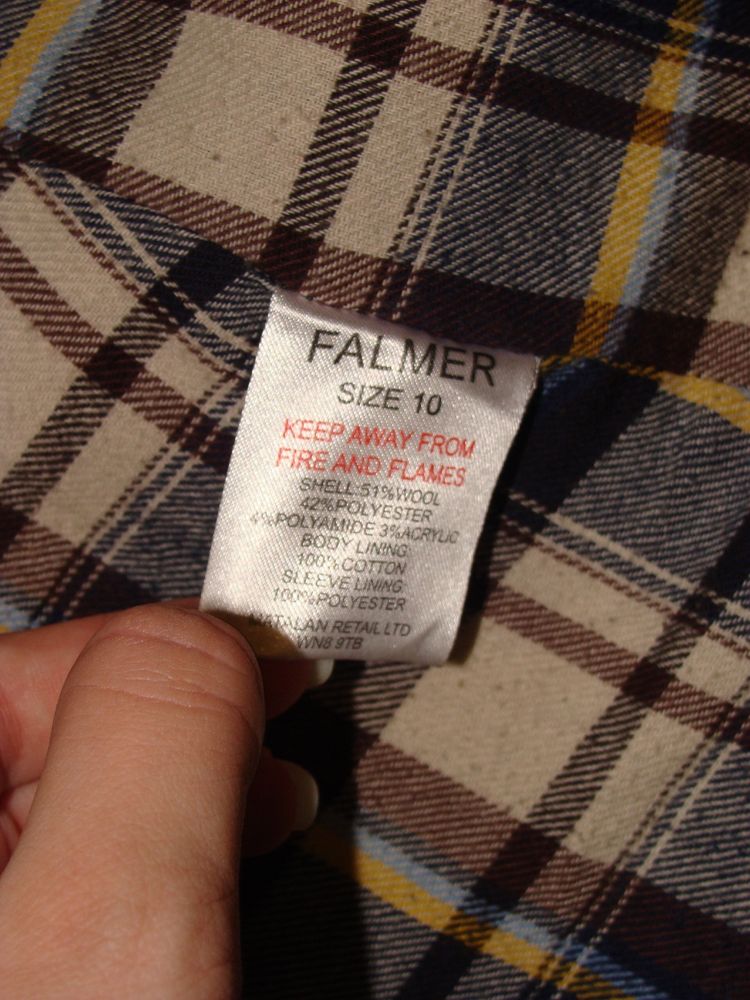 FALMER
SIZE 10
KEEP AWAY FROM
FIRE AND FLAMES
SHELL:51%WOOL
42%POLYESTER
4%POLYAMIDE 3%ACRYLIC
BODY LINING:
100%COTTON
SLEEVE LINING:
100%POLYESTER
MATALAN RETAIL LTD
WN8 9TB